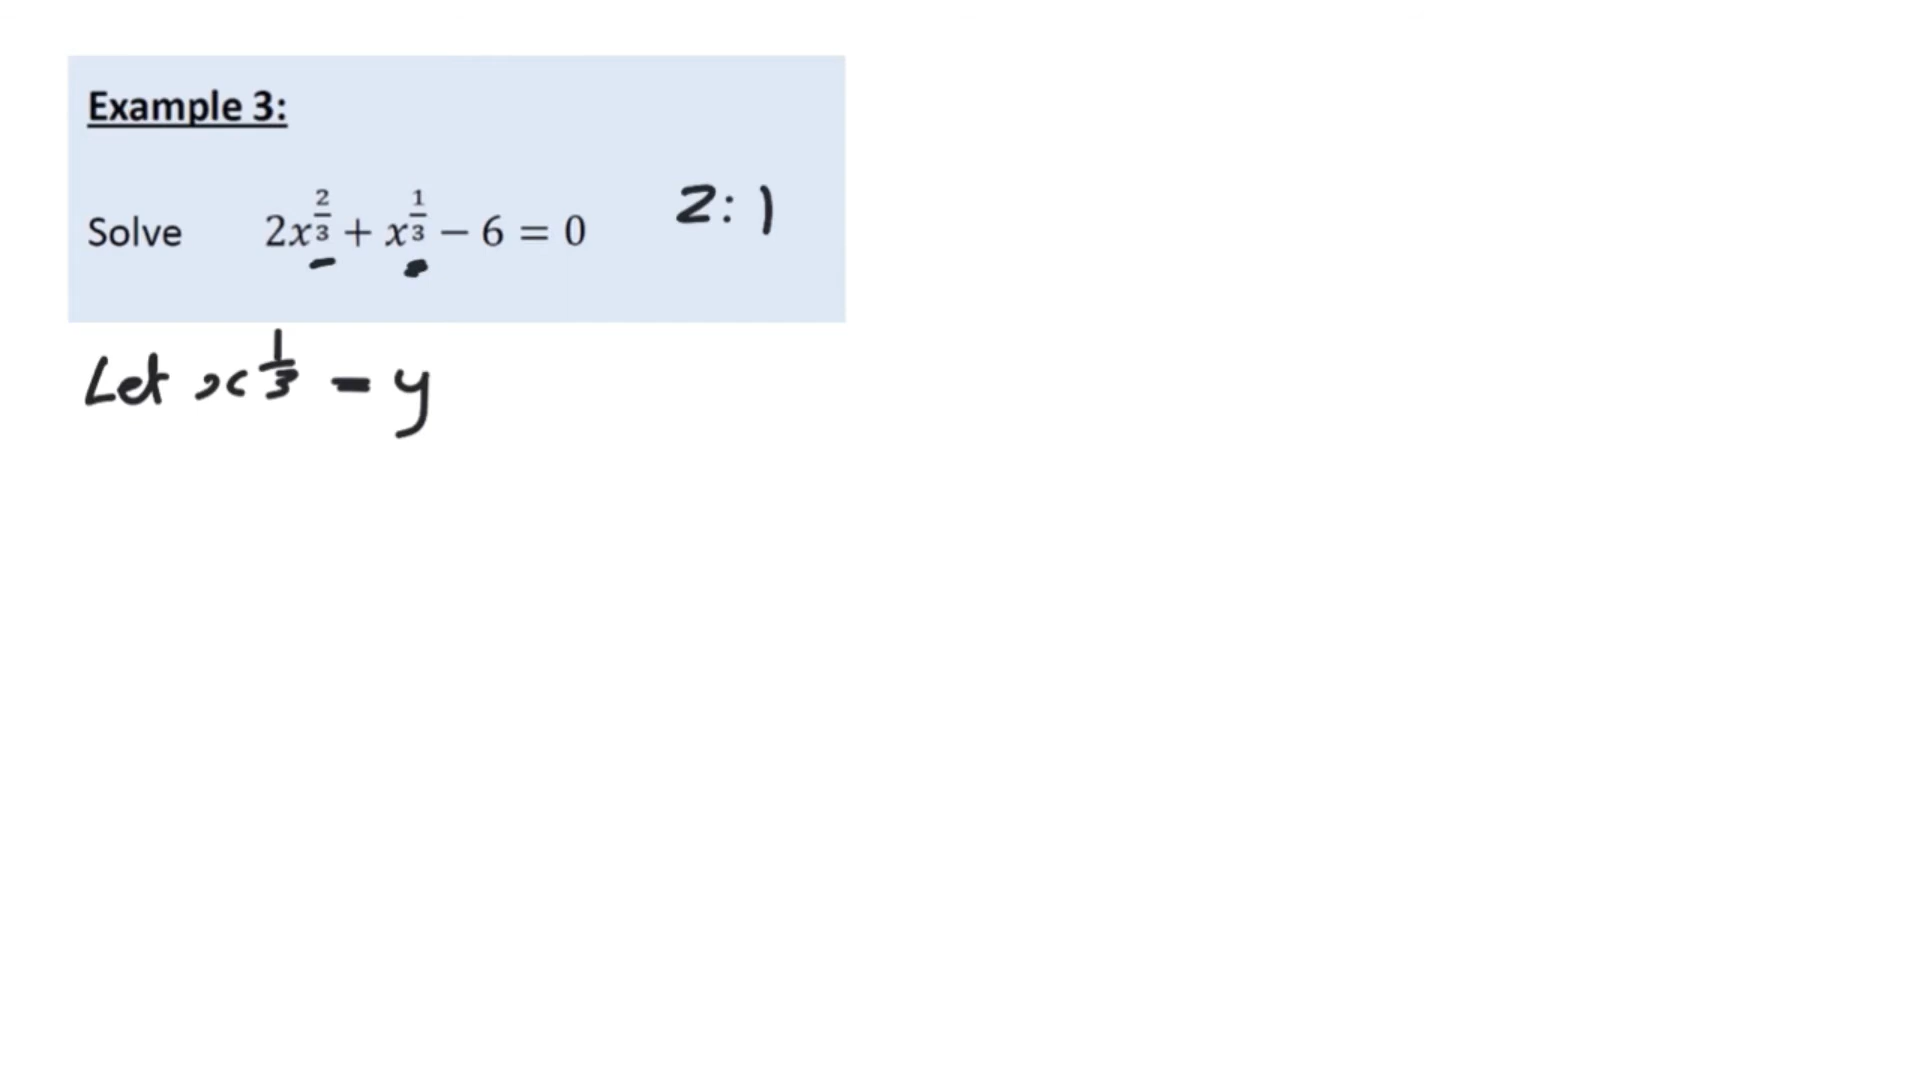 Example 3:
Solve 2x^(2/3) + x^(1/3) − 6 = 0 2:1
Let x^(1/3) = y